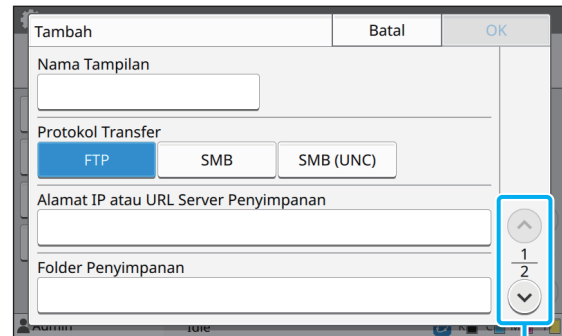 Tambah
Batal
OK
Nama Tampilan
Protokol Transfer
FTP
SMB
SMB (UNC)
Alamat IP atau URL Server Penyimpanan
1
2
Folder Penyimpanan
Admin
Idle